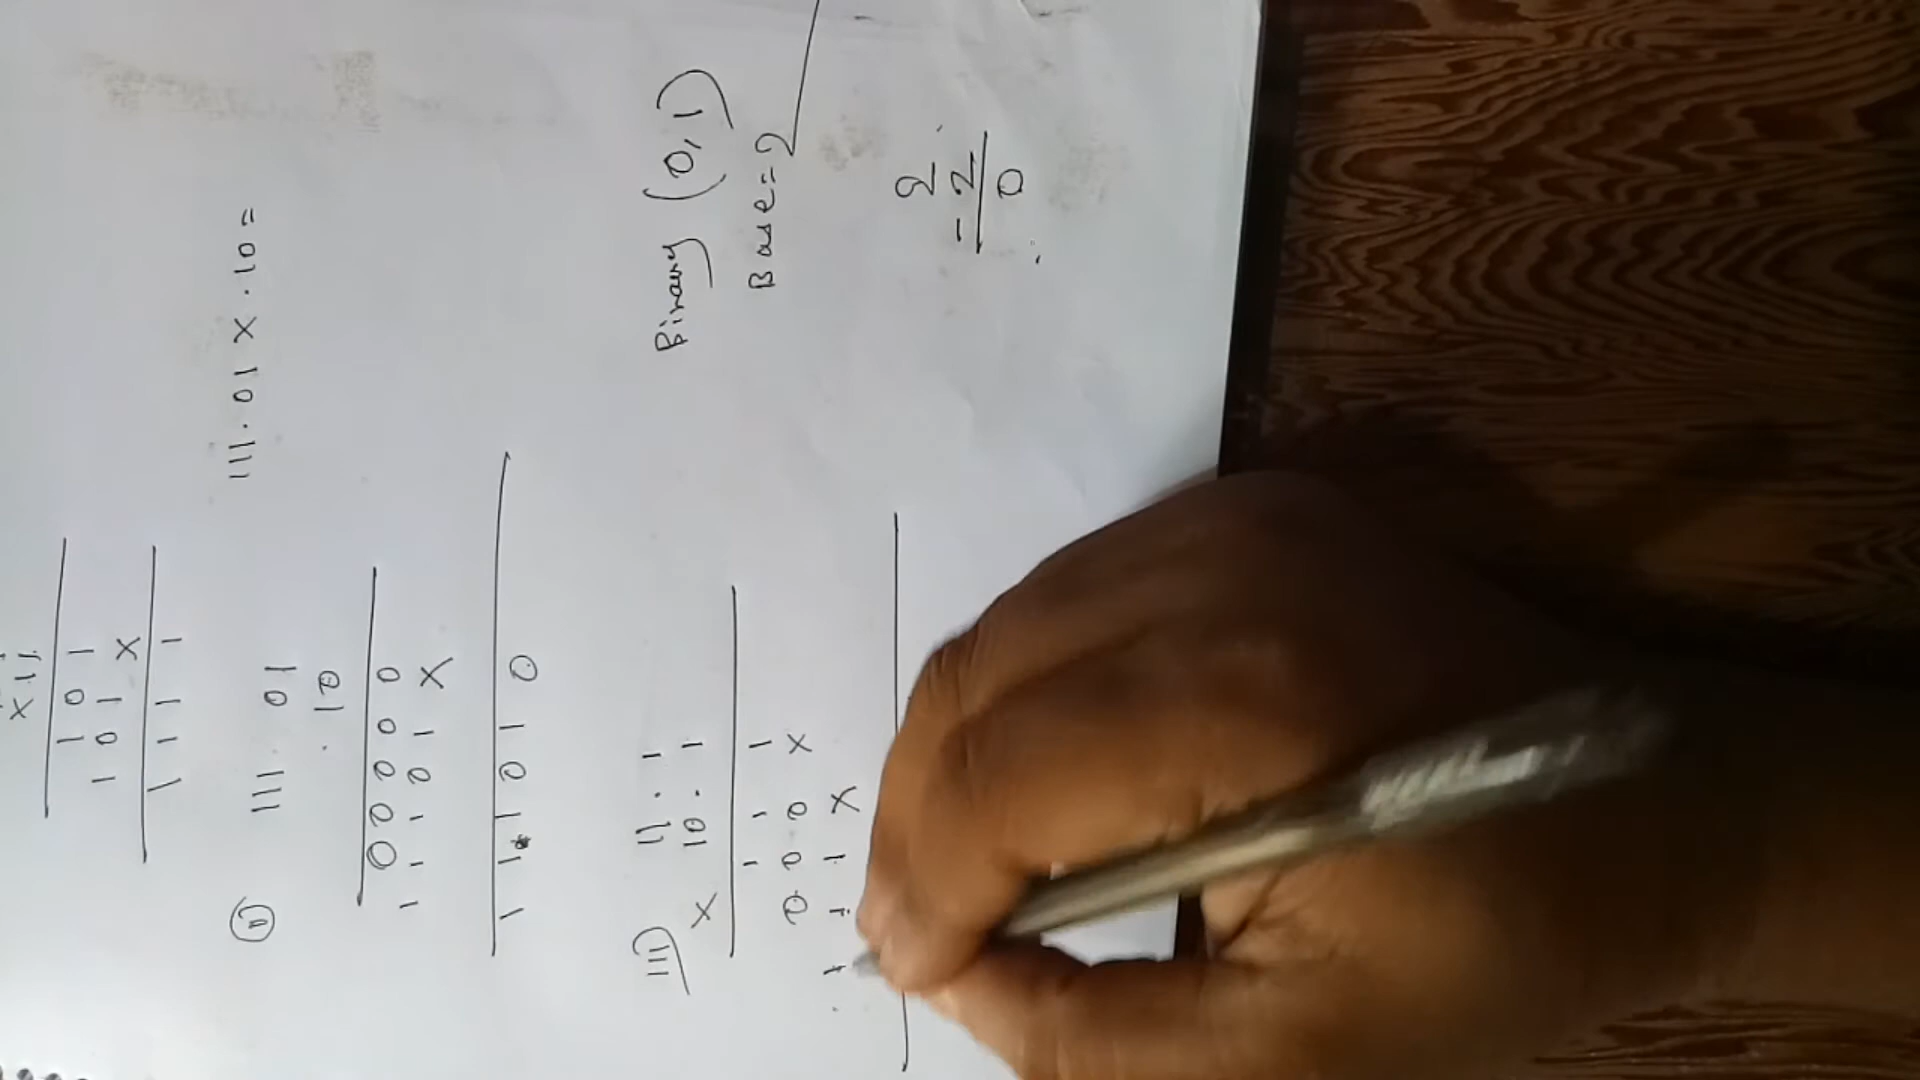 x 11
1 0 1
1 0 1 x
1 1 1 1
(ii) 111.01
111.01 x .10 =
.10
0 0 0 0 0
1 1 1 0 1 x
1 1.1 0 1 0
(iii) 11.1
x 10.1
1 1 1
0 0 0 x
1 1 1 x
Binary (0,1)
Base=2
2
-2
0